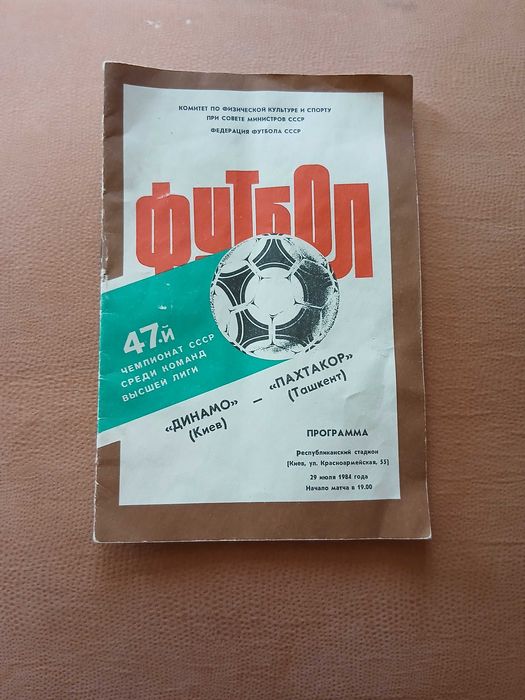 КОМИТЕТ ПО ФИЗИЧЕСКОЙ КУЛЬТУРЕ И СПОРТУ
ПРИ СОВЕТЕ МИНИСТРОВ СССР
ФЕДЕРАЦИЯ ФУТБОЛА СССР
ФУТБОЛ
47-й
ЧЕМПИОНАТ СССР
СРЕДИ КОМАНД
ВЫСШЕЙ ЛИГИ
«ДИНАМО» — «ПАХТАКОР»
(Киев) (Ташкент)
ПРОГРАММА
Республиканский стадион
(Киев, ул. Красноармейская, 55)
29 июля 1984 года
Начало матча в 19.00